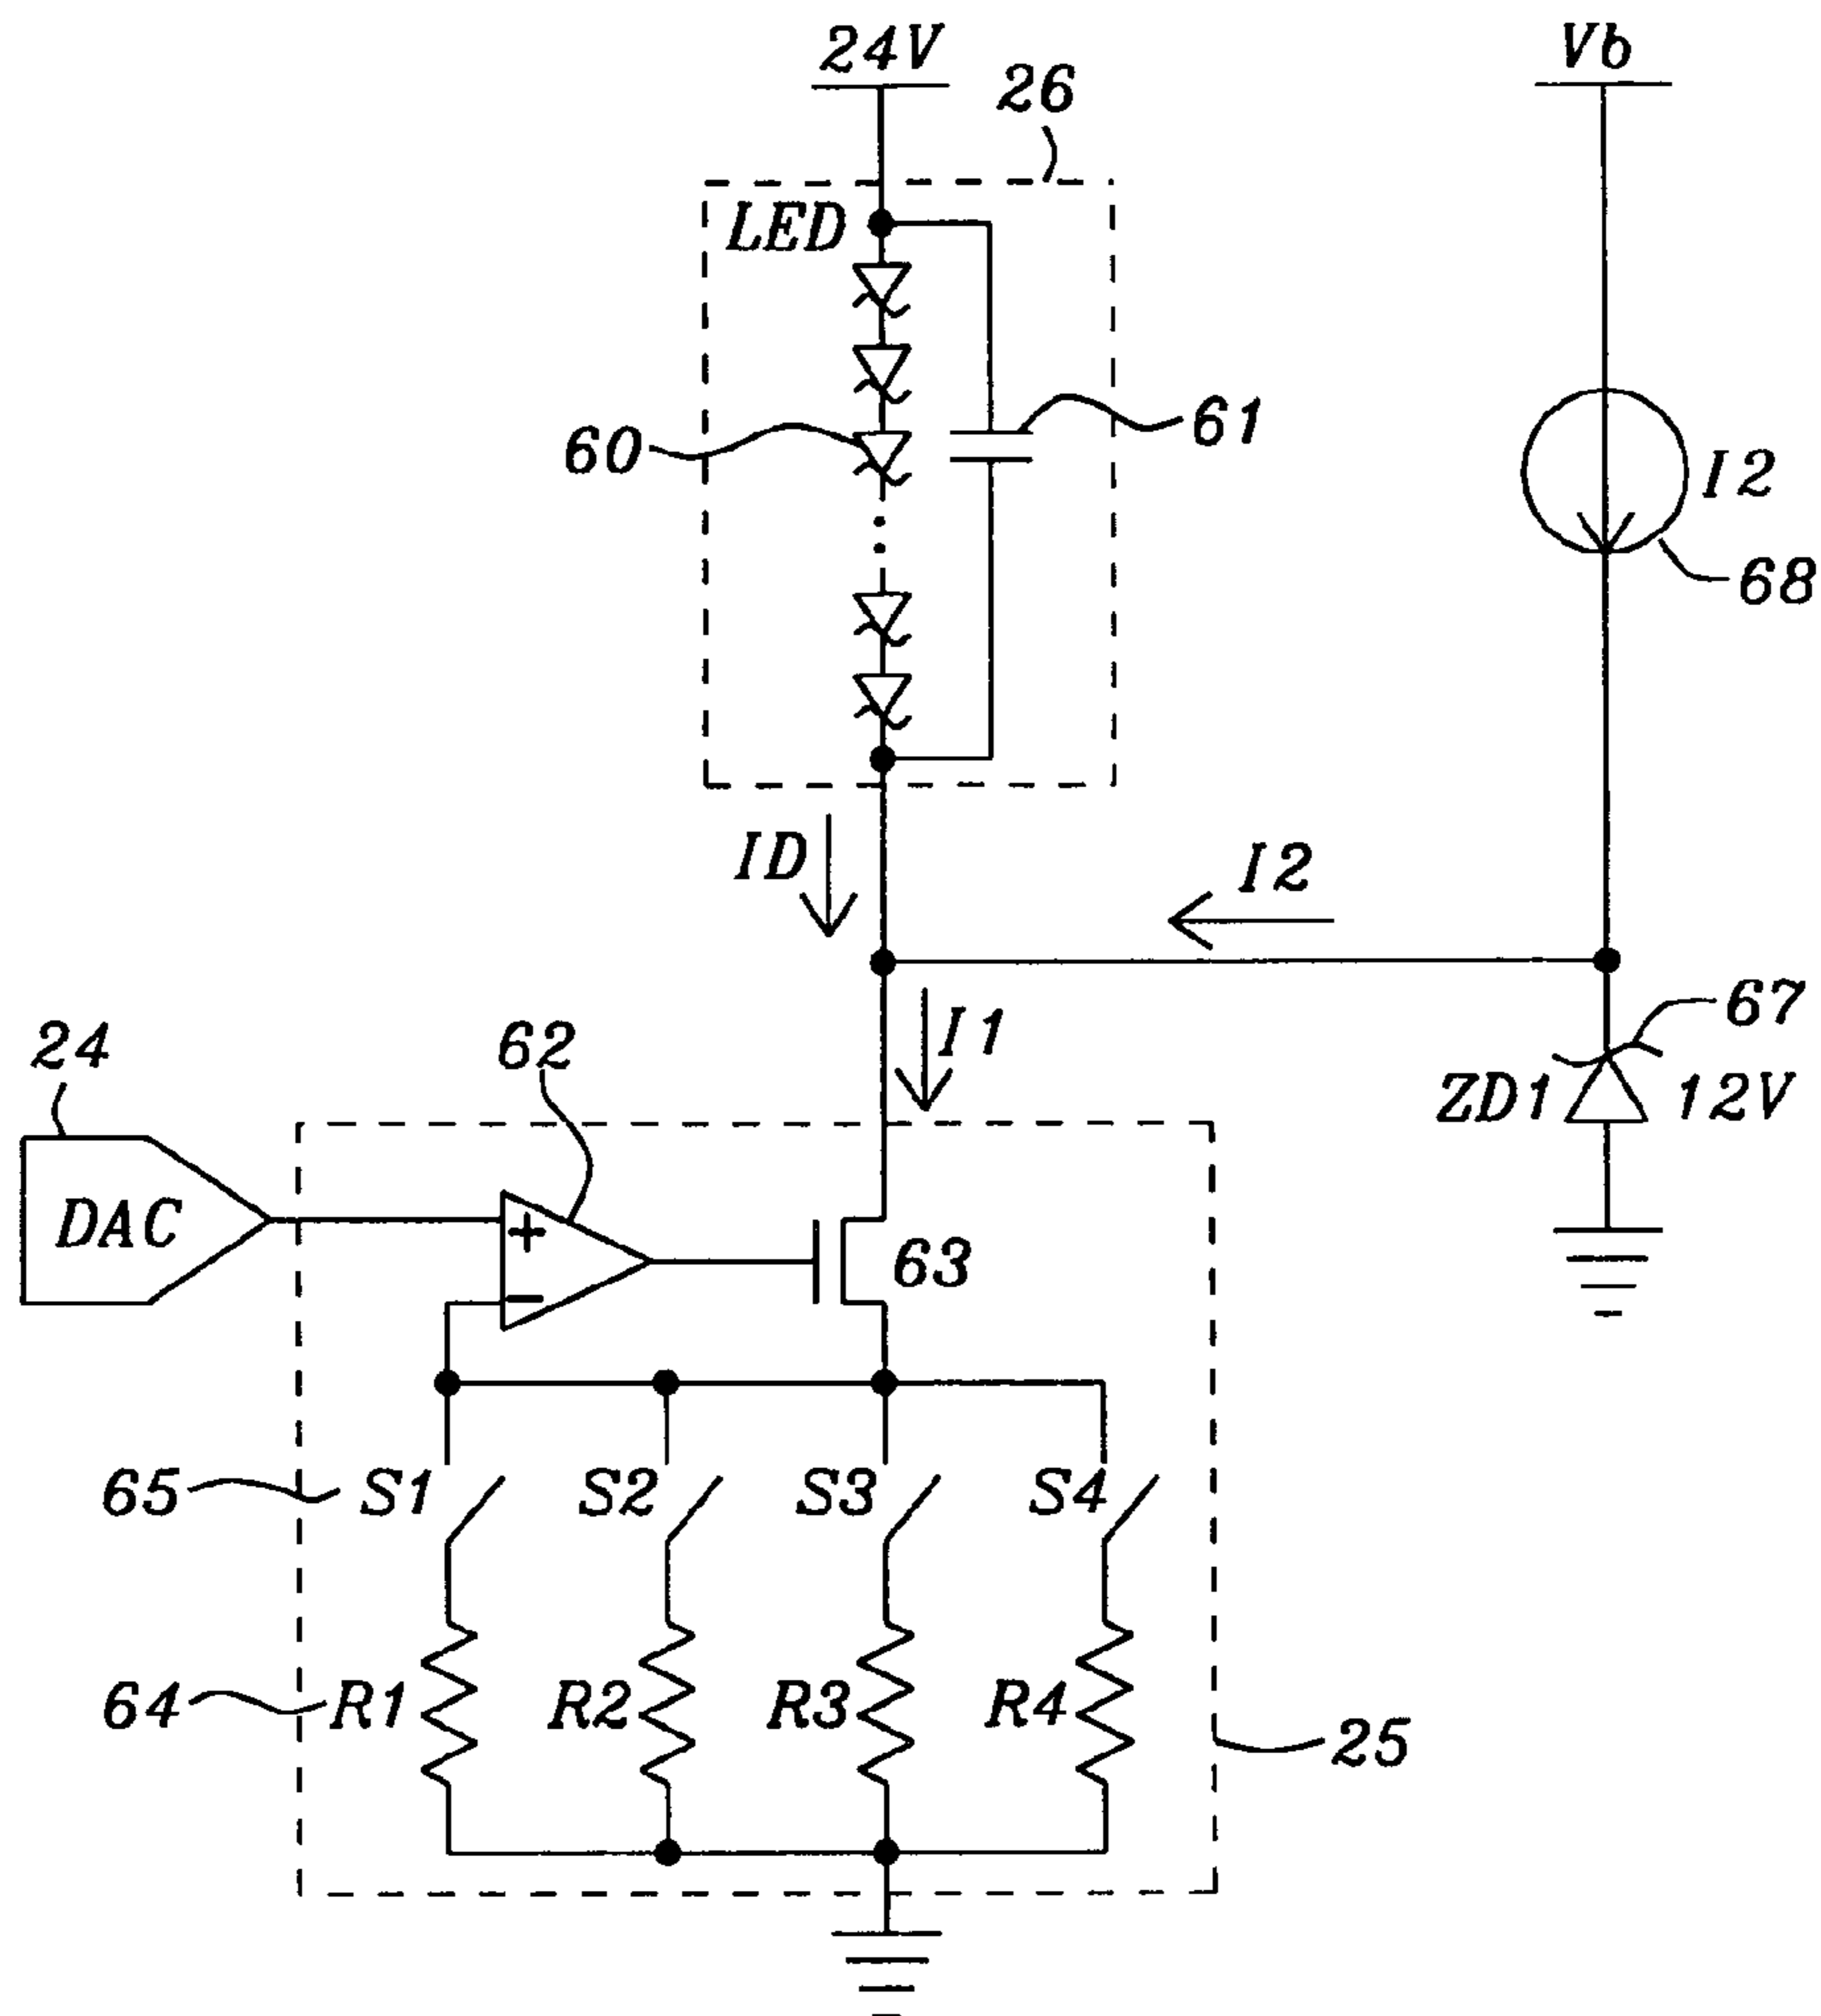 24V
Vb
26
LED
60
61
I2
68
ID
I2
I1
67
ZD1
12V
24
62
DAC
+
−
63
65
S1
S2
S3
S4
64
R1
R2
R3
R4
25